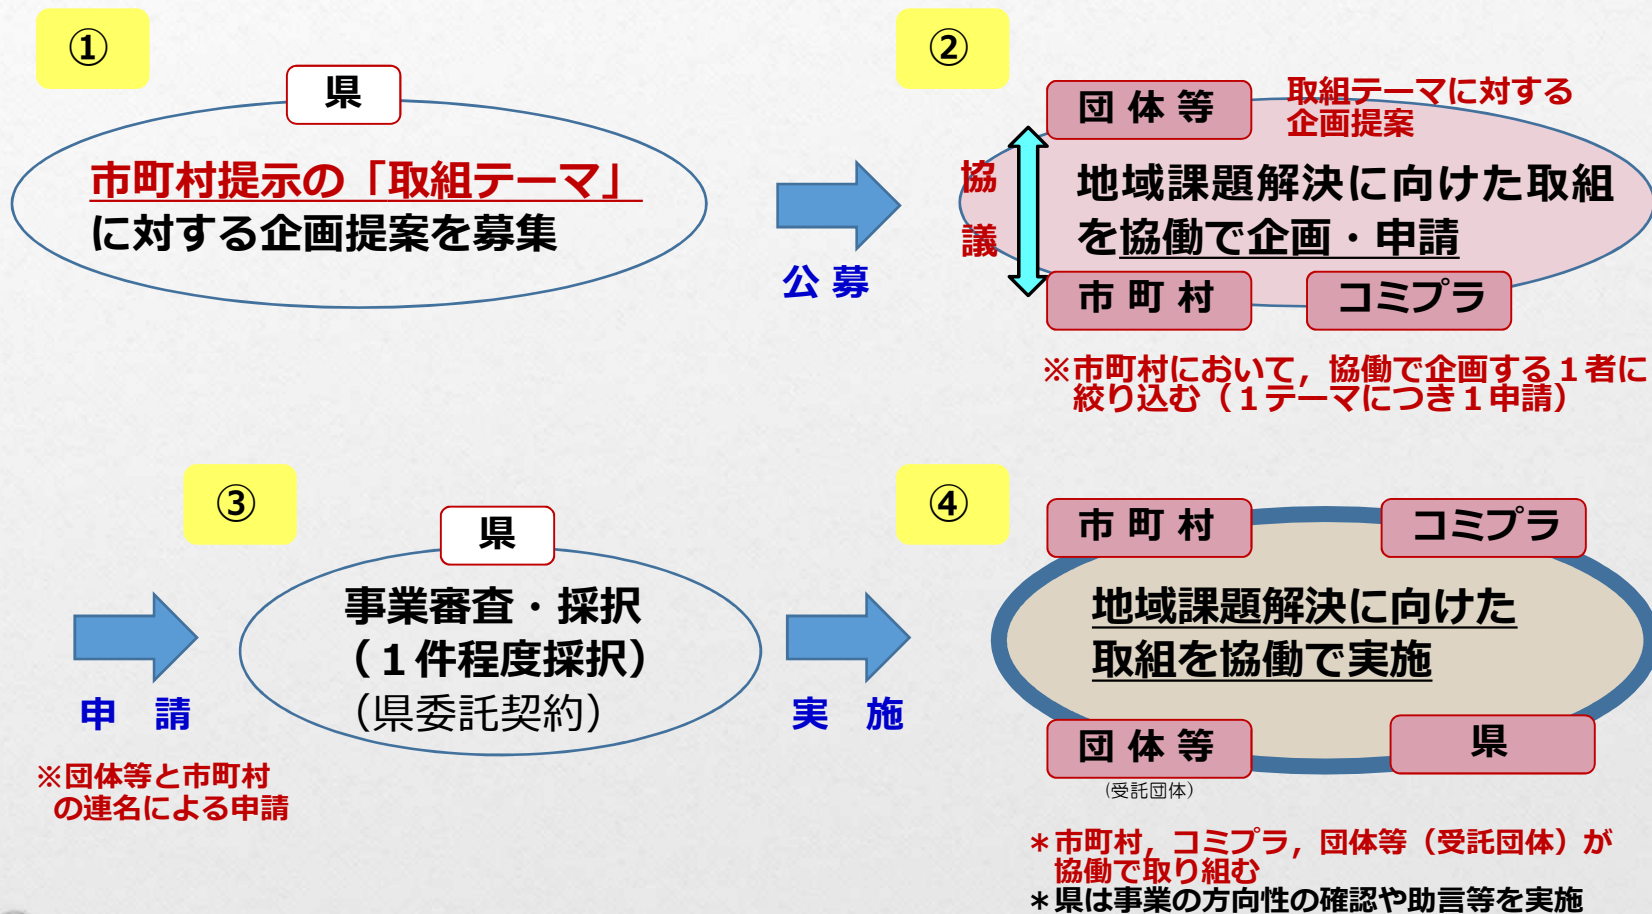 ①
県
市町村提示の「取組テーマ」
に対する企画提案を募集
公 募
②
団 体 等
取組テーマに対する
企画提案
協
議
地域課題解決に向けた取組
を協働で企画・申請
市 町 村
コミプラ
※市町村において，協働で企画する１者に
絞り込む（１テーマにつき１申請）
申　請
※団体等と市町村
の連名による申請
③
県
事業審査・採択
（１件程度採択）
（県委託契約）
実　施
④
市 町 村
コミプラ
地域課題解決に向けた
取組を協働で実施
団 体 等
県
（受託団体）
＊市町村，コミプラ，団体等（受託団体）が
協働で取り組む
＊県は事業の方向性の確認や助言等を実施